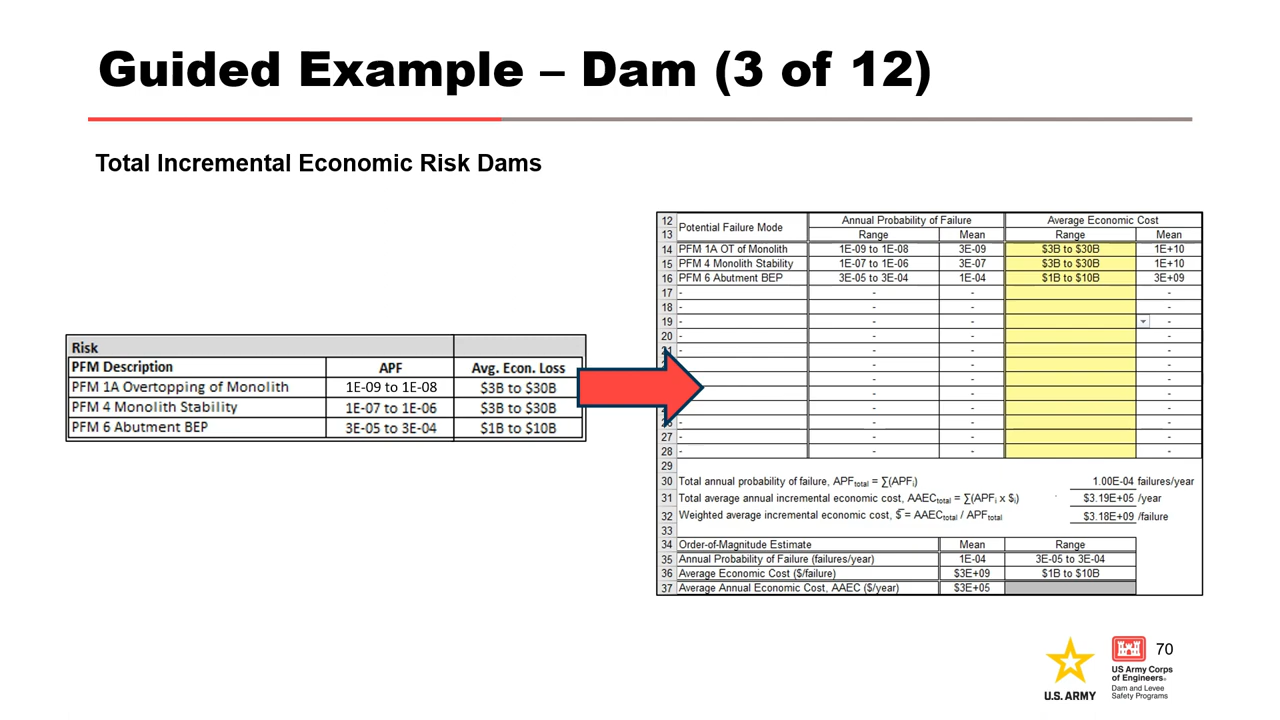 Guided Example – Dam (3 of 12)
Total Incremental Economic Risk Dams
Risk
PFM Description APF Avg. Econ. Loss
PFM 1A Overtopping of Monolith 1E-09 to 1E-08 $3B to $30B
PFM 4 Monolith Stability 1E-07 to 1E-06 $3B to $30B
PFM 6 Abutment BEP 3E-05 to 3E-04 $1B to $10B
12 Potential Failure Mode Annual Probability of Failure Average Economic Cost
13 Range Mean Range Mean
14 PFM 1A OT of Monolith 1E-09 to 1E-08 3E-09 $3B to $30B 1E+10
15 PFM 4 Monolith Stability 1E-07 to 1E-06 3E-07 $3B to $30B 1E+10
16 PFM 6 Abutment BEP 3E-05 to 3E-04 1E-04 $1B to $10B 3E+09
17 - - - -
18 - - - -
19 - - - -
20 - - - -
- - - -
- - - -
- - - -
- - - -
- - - -
- - - -
27 - - - -
28 - - - -
29
30 Total annual probability of failure, APFtotal = ∑(APFi) 1.00E-04 failures/year
31 Total average annual incremental economic cost, AAECtotal = ∑(APFi x $i) $3.19E+05 /year
32 Weighted average incremental economic cost, $̅ = AAECtotal / APFtotal $3.18E+09 /failure
33
34 Order-of-Magnitude Estimate Mean Range
35 Annual Probability of Failure (failures/year) 1E-04 3E-05 to 3E-04
36 Average Economic Cost ($/failure) $3E+09 $1B to $10B
37 Average Annual Economic Cost, AAEC ($/year) $3E+05
U.S. ARMY
US Army Corps
of Engineers®
Dam and Levee
Safety Programs
70